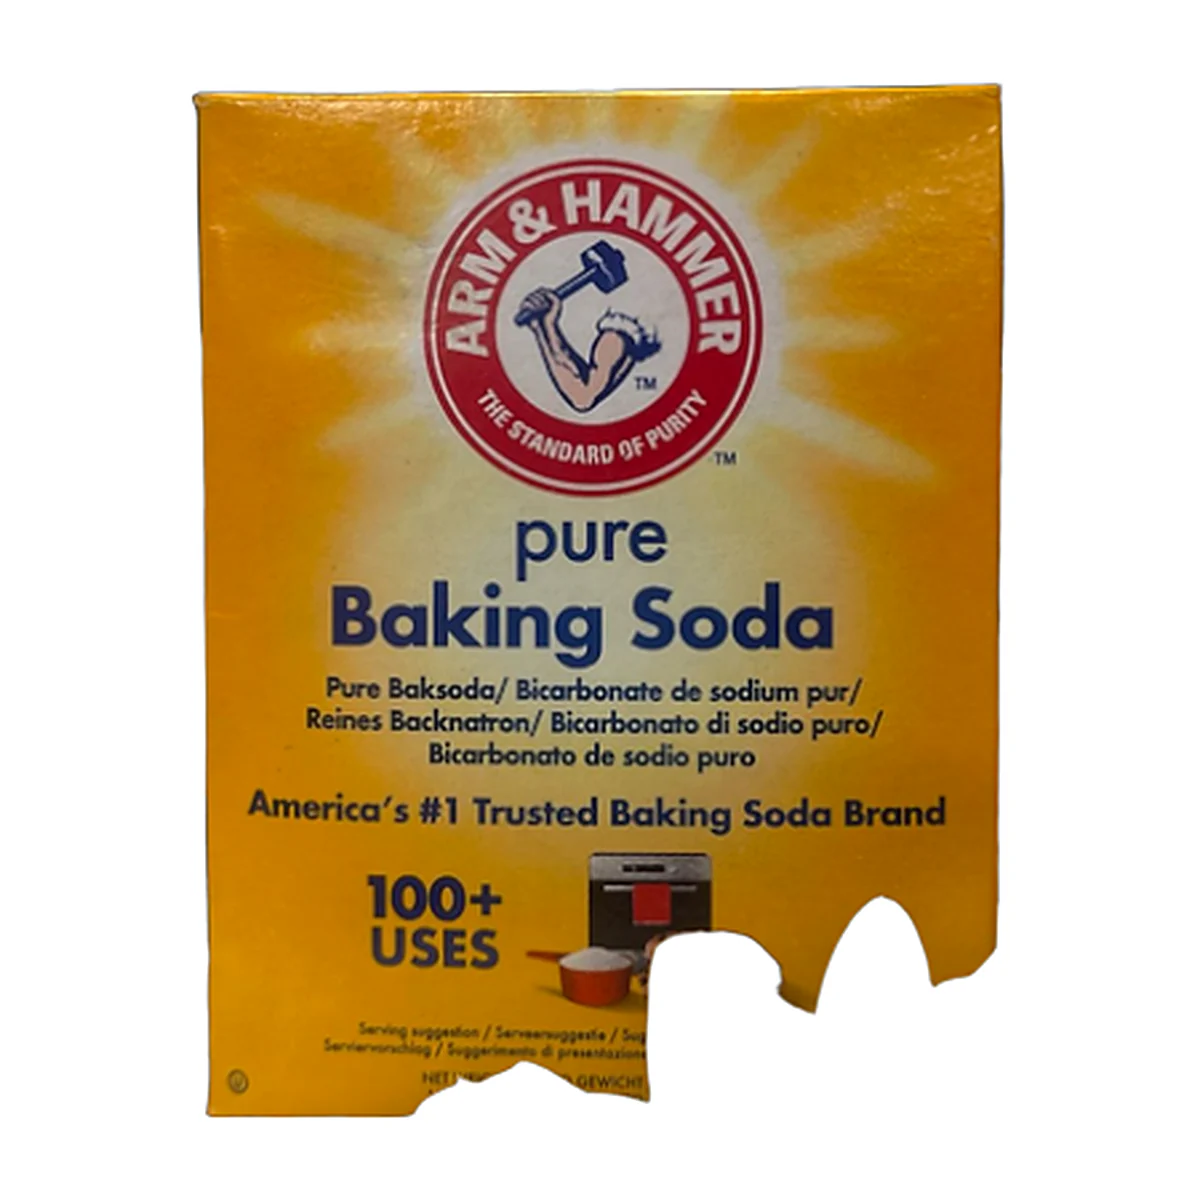 ARM & HAMMER
TM
THE STANDARD OF PURITY
TM
pure
Baking Soda
Pure Baksoda/ Bicarbonate de sodium pur/
Reines Backnatron/ Bicarbonato di sodio puro/
Bicarbonato de sodio puro
America's #1 Trusted Baking Soda Brand
100+
USES
Serving suggestion / Serveersuggestie /
Serviervorschlag / Suggerimento di presentazione
U
NET GEWICHT